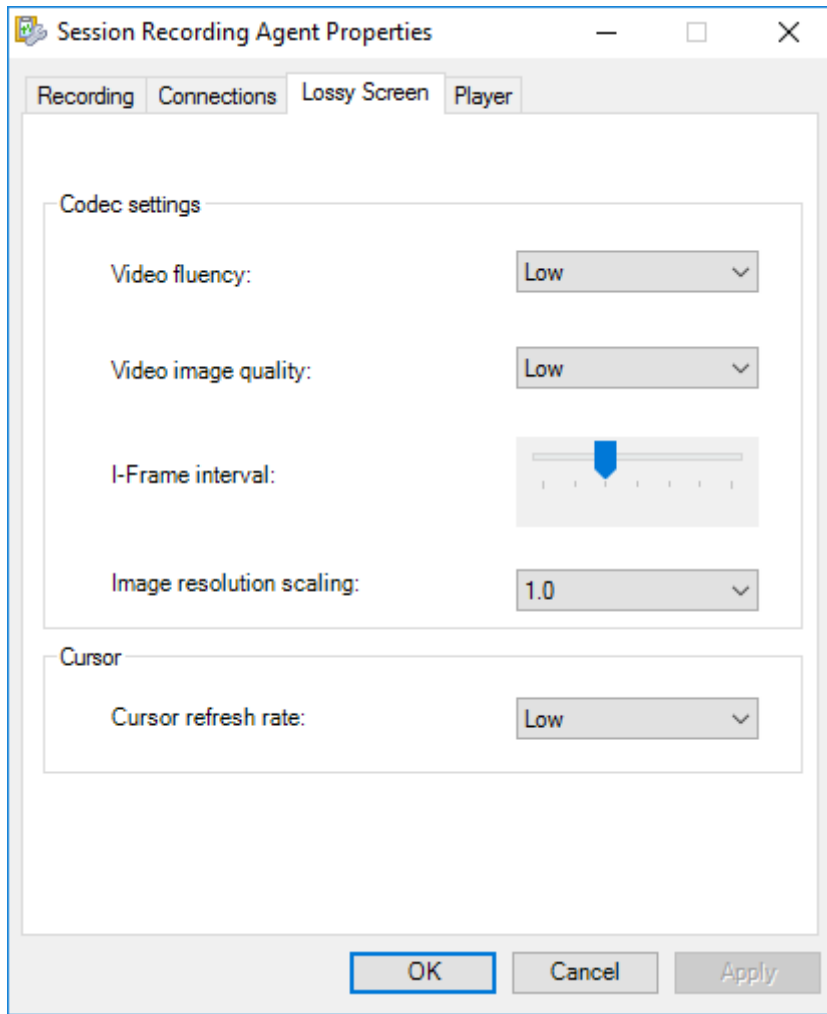 Session Recording Agent Properties
Recording Connections Lossy Screen Player
Codec settings
Video fluency: Low
Video image quality: Low
I-Frame interval:
Image resolution scaling: 1.0
Cursor
Cursor refresh rate: Low
OK Cancel Apply